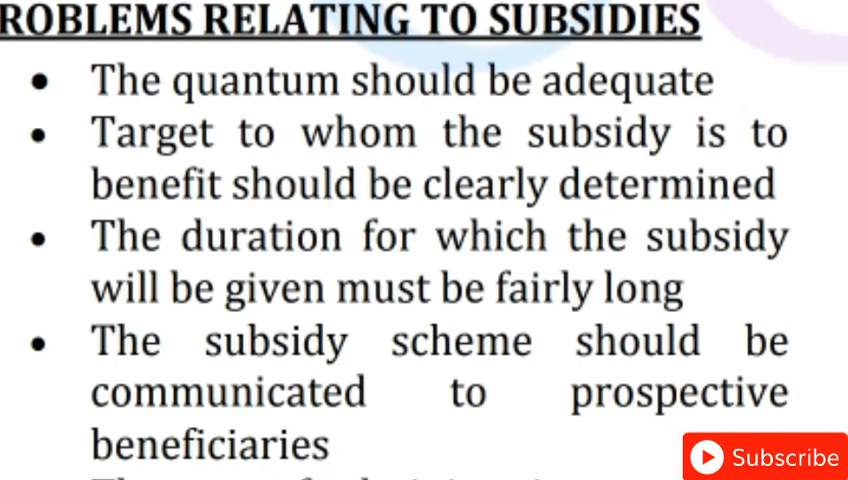 ROBLEMS RELATING TO SUBSIDIES
• The quantum should be adequate
• Target to whom the subsidy is to
benefit should be clearly determined
• The duration for which the subsidy
will be given must be fairly long
• The subsidy scheme should be
communicated to prospective
beneficiaries
Subscribe